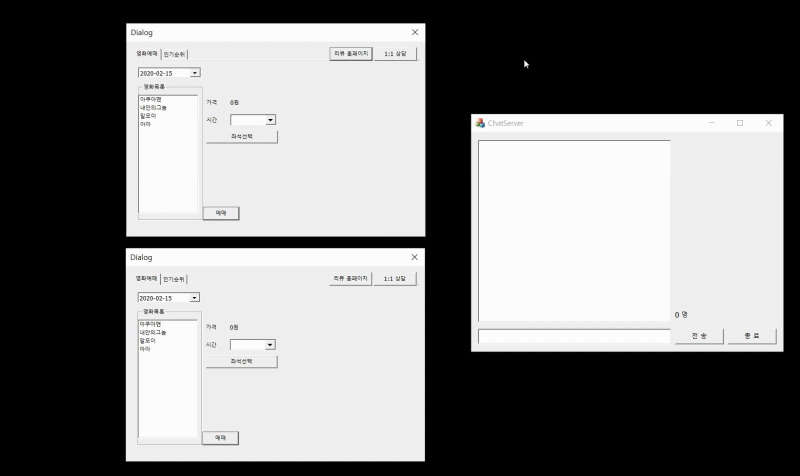 Dialog
영화예매
인기순위
리뷰 홈페이지
1:1 상담
2020-02-15
영화목록
아쿠아맨
내안의그놈
말모이
아아
가격
0원
시간
좌석선택
예매
Dialog
영화예매
인기순위
리뷰 홈페이지
1:1 상담
2020-02-15
영화목록
아쿠아맨
내안의그놈
말모이
아아
가격
0원
시간
좌석선택
예매
ChatServer
0 명
전 송
종 료